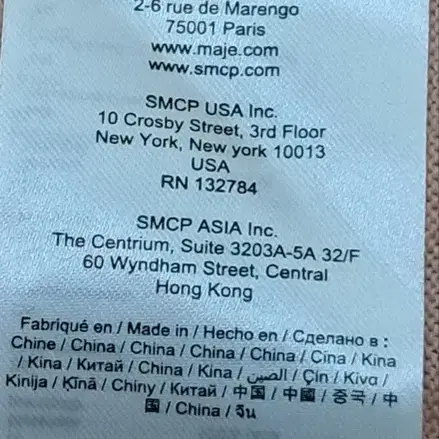 2-6 rue de Marengo
75001 Paris
www.maje.com
www.smcp.com
SMCP USA Inc.
10 Crosby Street, 3rd Floor
New York, New york 10013
USA
RN 132784
SMCP ASIA Inc.
The Centrium, Suite 3203A-5A 32/F
60 Wyndham Street, Central
Hong Kong
Fabriqué en / Made in / Hecho en / Сделано в :
Chine / China / China / China / China / Cina / Kina
/ Kina / Китай / China / Kina / الصين / Çin / Kíva /
Kinija / Ķīnā / Chiny / Китай / 中国 / 中國 / 중국 / 中
国 / China / จีน